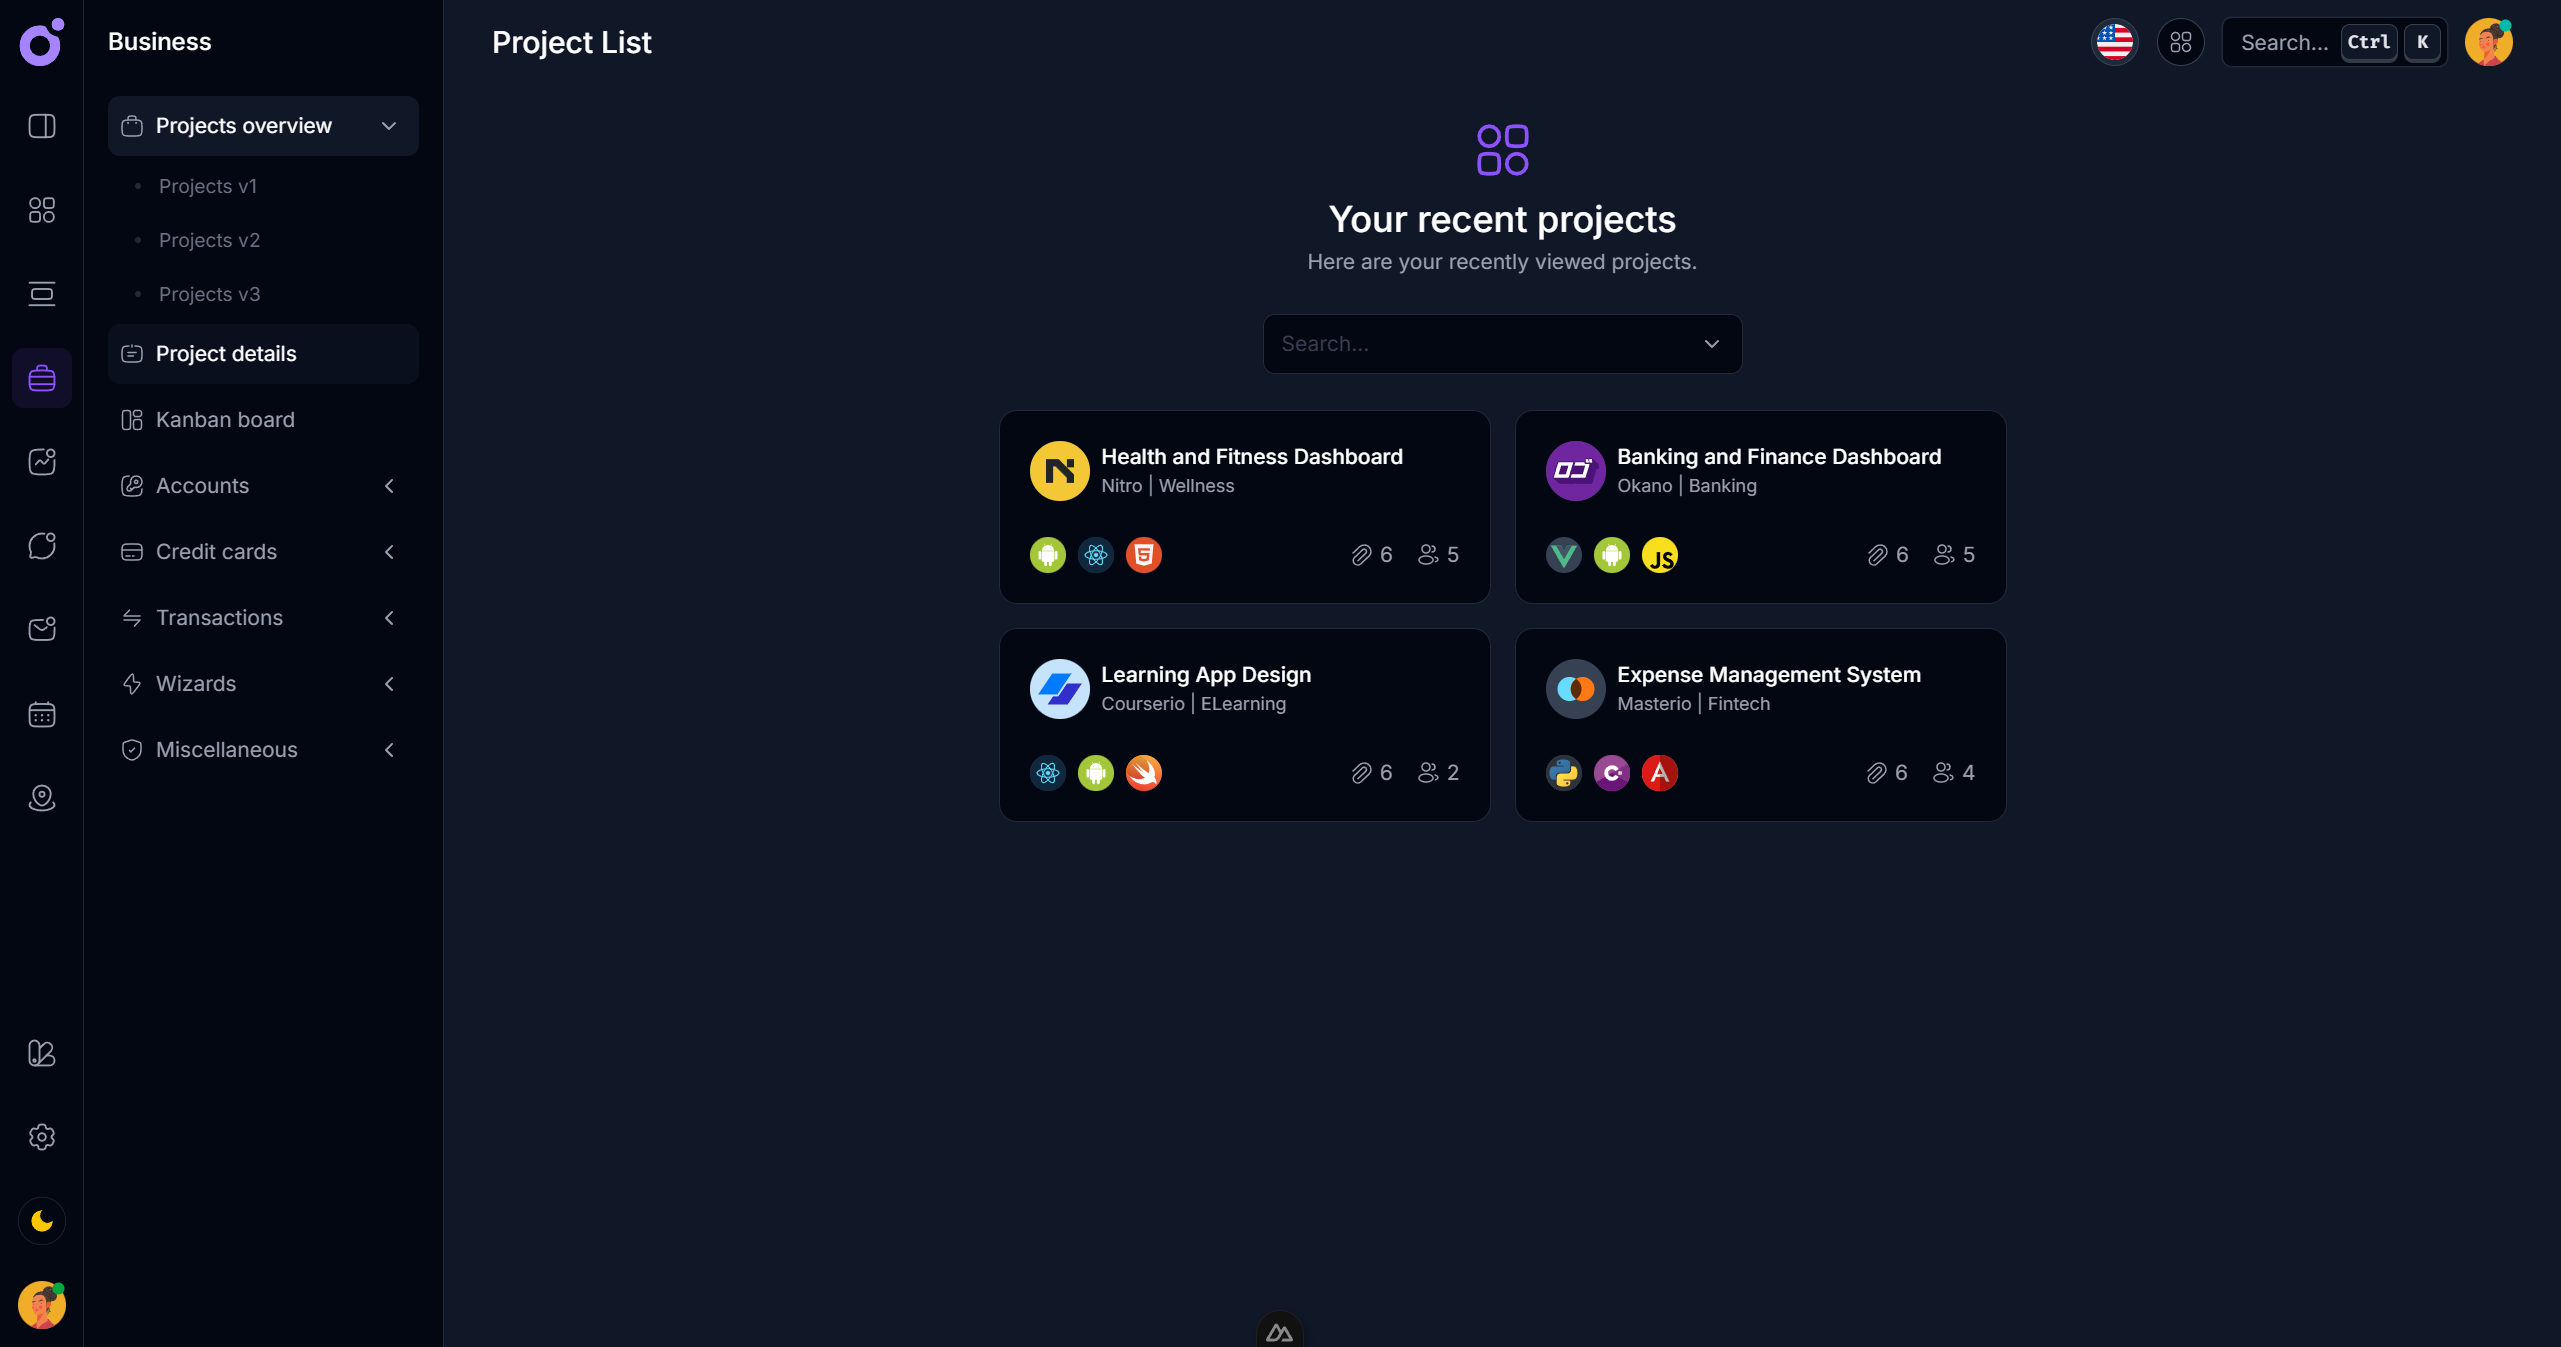 Business
Projects overview
Projects v1
Projects v2
Projects v3
Project details
Kanban board
Accounts
Credit cards
Transactions
Wizards
Miscellaneous
Project List
Search... Ctrl K
Your recent projects
Here are your recently viewed projects.
Search...
Health and Fitness Dashboard
Nitro | Wellness
6 5
Banking and Finance Dashboard
Okano | Banking
JS
6 5
Learning App Design
Courserio | ELearning
6 2
Expense Management System
Masterio | Fintech
6 4